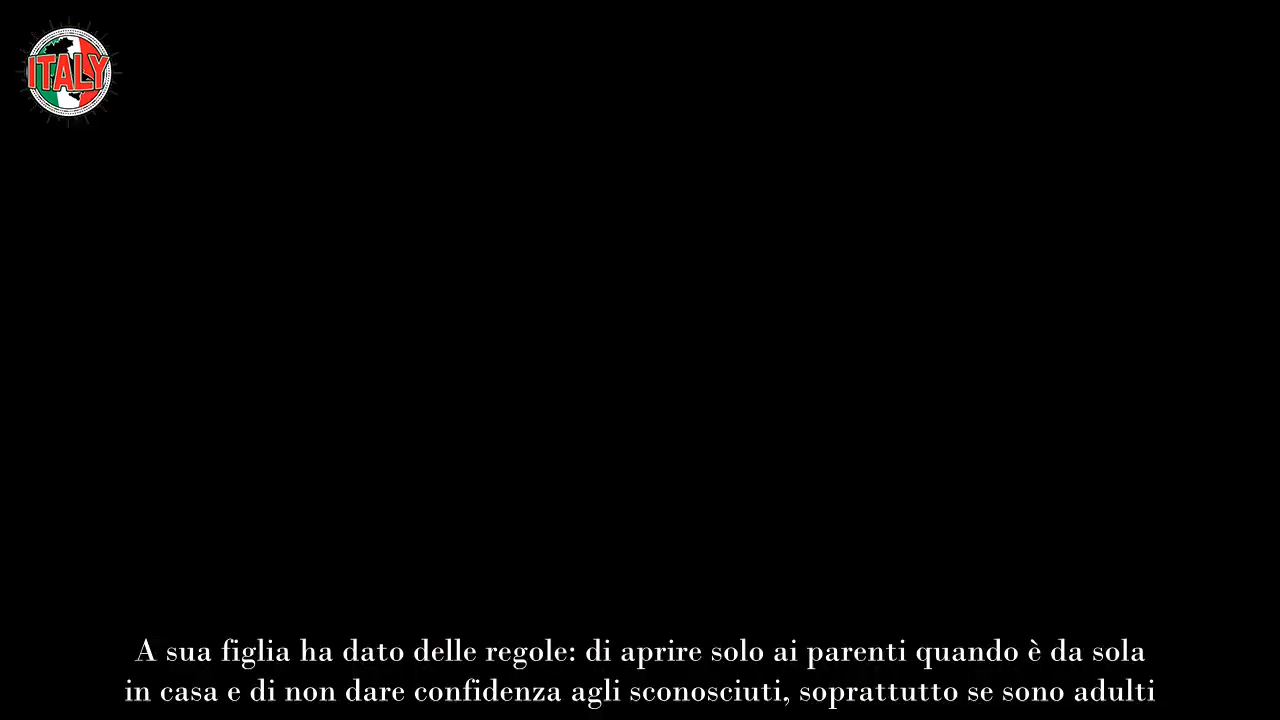 ITALY
A sua figlia ha dato delle regole: di aprire solo ai parenti quando è da sola
in casa e di non dare confidenza agli sconosciuti, soprattutto se sono adulti